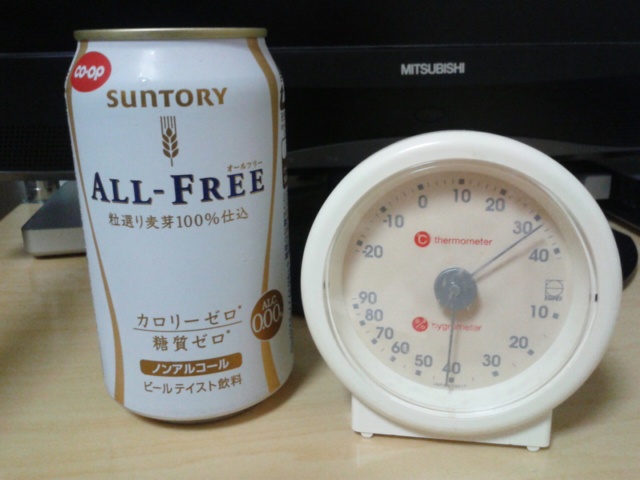 MITSUBISHI
CO-OP
SUNTORY
オールフリー
ALL-FREE
粒選り麦芽100%仕込
カロリーゼロ*
糖質ゼロ*
ALC.
0.00%
ノンアルコール
ビールテイスト飲料
-20 -10 0 10 20 30 40
C thermometer
% hygrometer
90 80 70 60 50 40 30 20 10